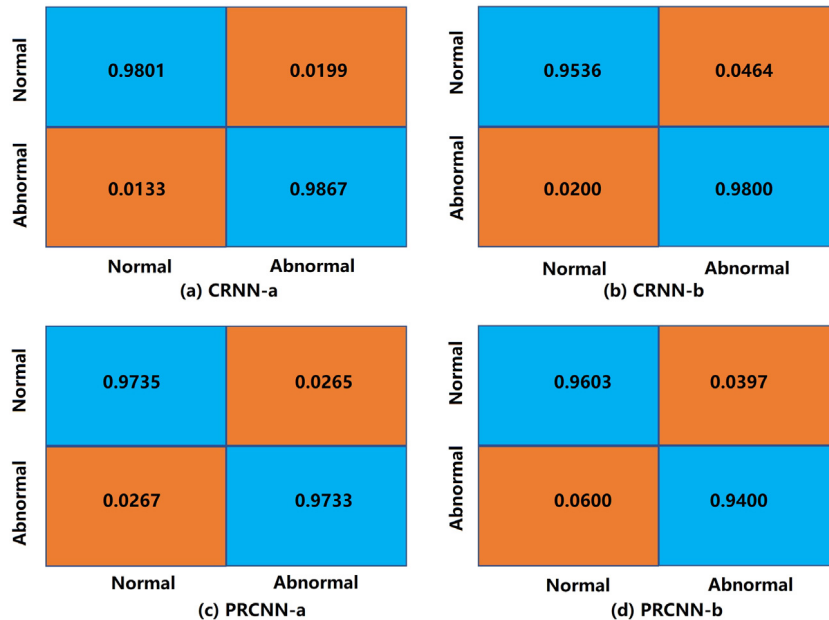 Normal
0.9801 0.0199
Abnormal
0.0133 0.9867
Normal Abnormal
(a) CRNN-a
Normal
0.9536 0.0464
Abnormal
0.0200 0.9800
Normal Abnormal
(b) CRNN-b
Normal
0.9735 0.0265
Abnormal
0.0267 0.9733
Normal Abnormal
(c) PRCNN-a
Normal
0.9603 0.0397
Abnormal
0.0600 0.9400
Normal Abnormal
(d) PRCNN-b